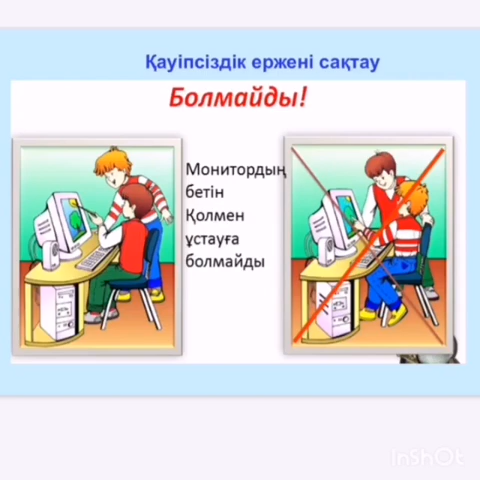 Қауіпсіздік ержені сақтау
Болмайды!
Монитордың
бетін
Қолмен
ұстауға
болмайды
InShOt